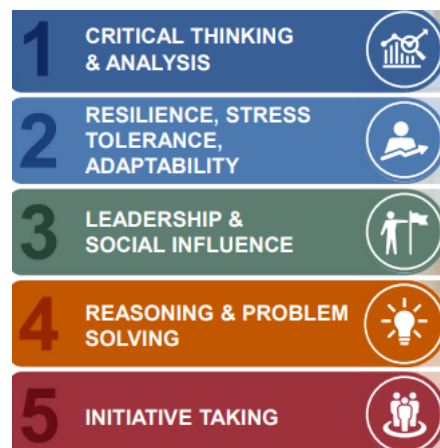 1
CRITICAL THINKING
& ANALYSIS
2
RESILIENCE, STRESS
TOLERANCE,
ADAPTABILITY
3
LEADERSHIP &
SOCIAL INFLUENCE
4
REASONING & PROBLEM
SOLVING
5
INITIATIVE TAKING